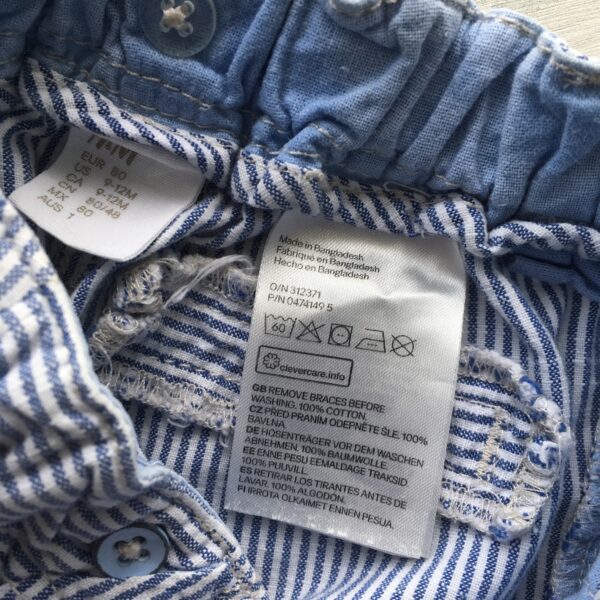 H&M
EUR 80
US 9-12M
CA 9-12M
CN 80/48
MX 80
AUS 1
Made in Bangladesh
Fabriqué en Bangladesh
Hecho en Bangladesh
O/N 312371
P/N 0474149 5
60
clevercare.info
GB REMOVE BRACES BEFORE
WASHING. 100% COTTON.
CZ PŘED PRANÍM ODEPNĚTE ŠLE. 100%
BAVLNA.
DE HOSENTRÄGER VOR DEM WASCHEN
ABNEHMEN. 100% BAUMWOLLE.
EE ENNE PESU EEMALDAGE TRAKSID
100% PUUVILL.
ES RETIRAR LOS TIRANTES ANTES DE
LAVAR. 100% ALGODÓN.
FI IRROTA OLKAIMET ENNEN PESUA.